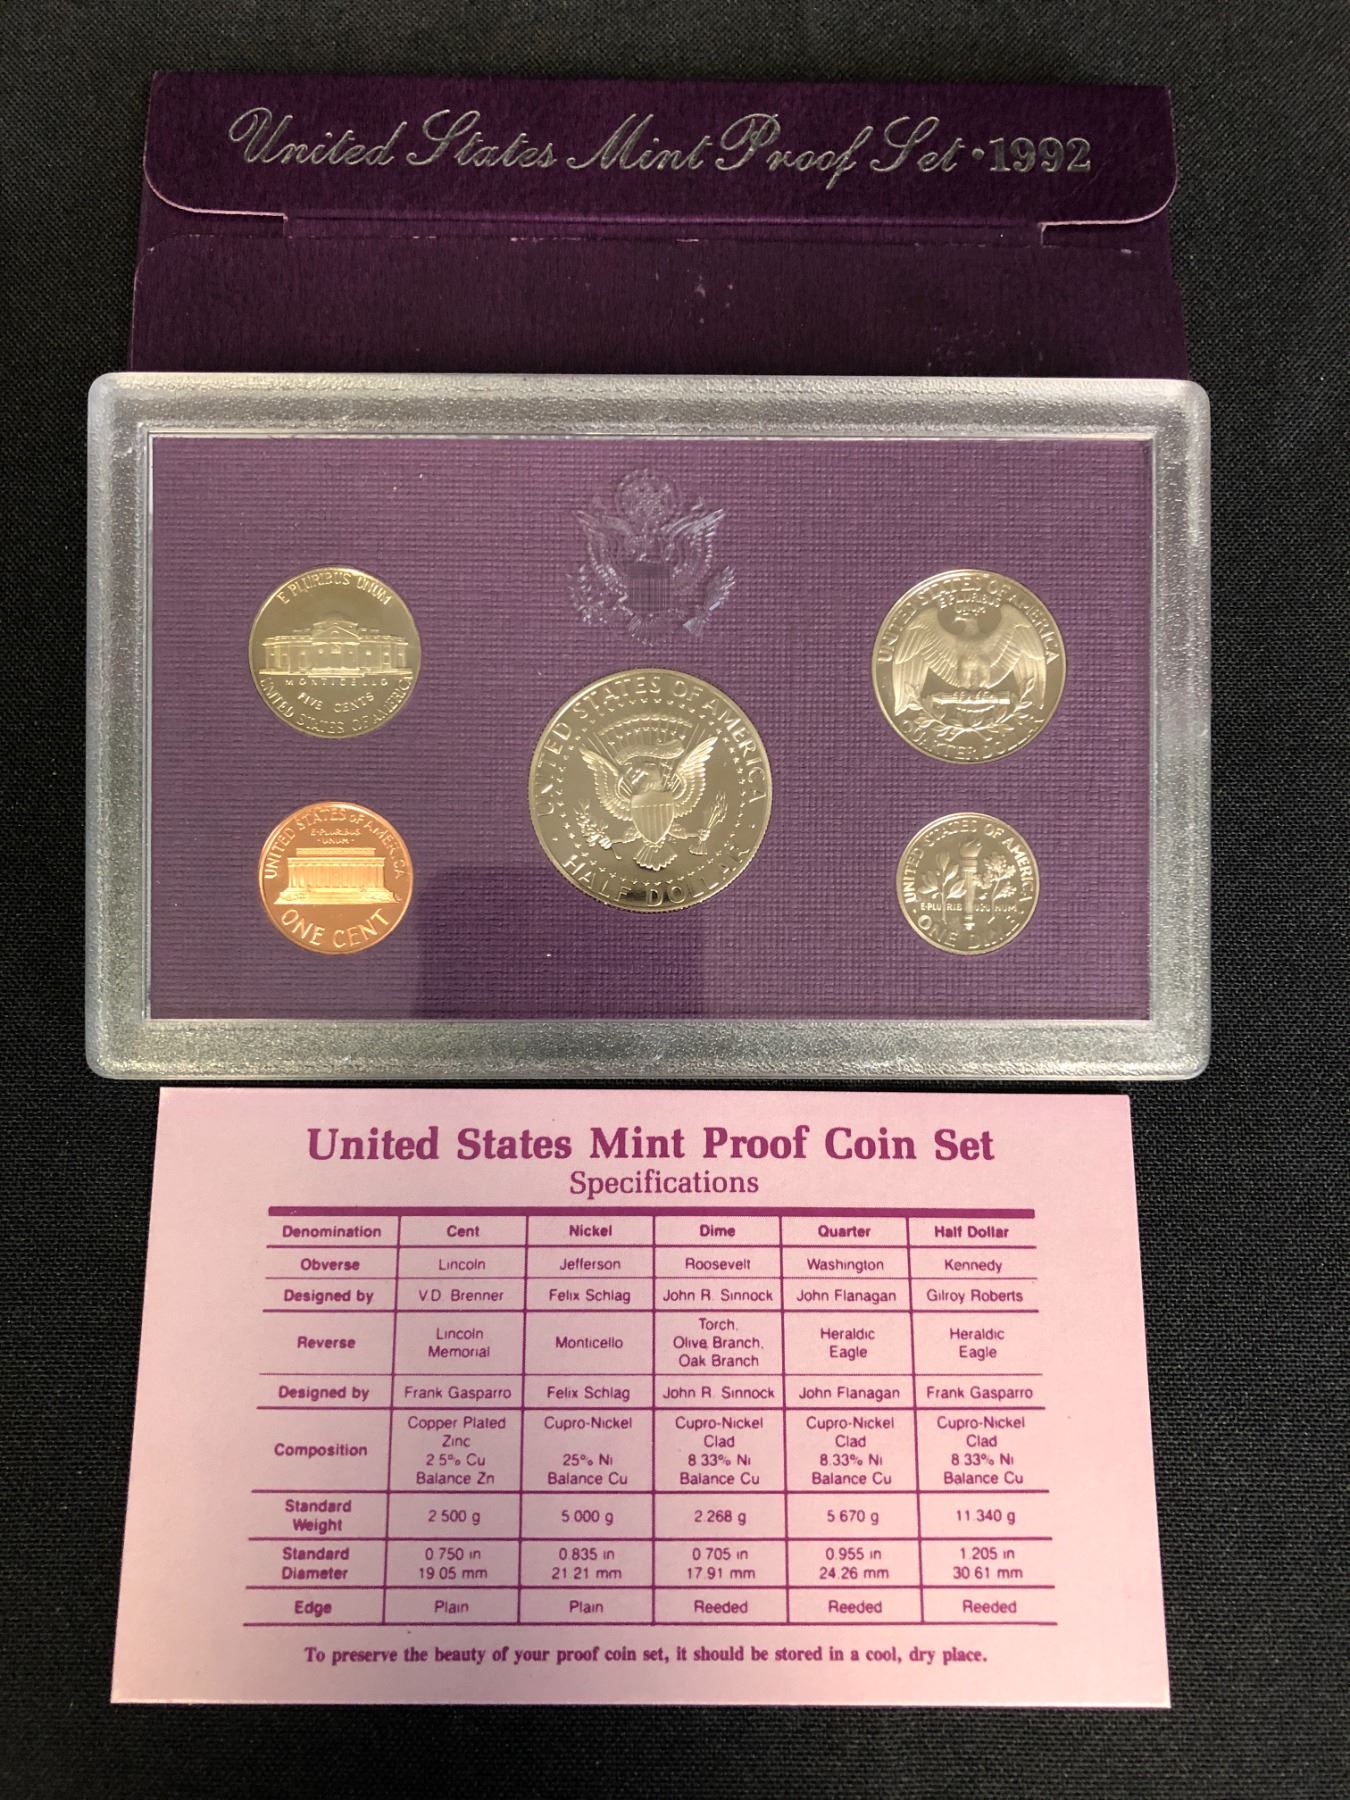 United States Mint Proof Set • 1992
E PLURIBUS UNUM
MONTICELLO
FIVE CENTS
UNITED STATES OF AMERICA
UNITED STATES OF AMERICA
E PLURIBUS
UNUM
QUARTER DOLLAR
UNITED STATES OF AMERICA
HALF DOLLAR
UNITED STATES OF AMERICA
E·PLURIBUS
·UNUM·
ONE CENT
UNITED STATES OF AMERICA
E PLURIBUS UNUM
ONE DIME
United States Mint Proof Coin Set
Specifications
Denomination Cent Nickel Dime Quarter Half Dollar
Obverse Lincoln Jefferson Roosevelt Washington Kennedy
Designed by V.D. Brenner Felix Schlag John R. Sinnock John Flanagan Gilroy Roberts
Reverse Lincoln Memorial Monticello Torch, Olive Branch, Oak Branch Heraldic Eagle Heraldic Eagle
Designed by Frank Gasparro Felix Schlag John R. Sinnock John Flanagan Frank Gasparro
Composition Copper Plated Zinc 2.5% Cu Balance Zn Cupro-Nickel 25% Ni Balance Cu Cupro-Nickel Clad 8.33% Ni Balance Cu Cupro-Nickel Clad 8.33% Ni Balance Cu Cupro-Nickel Clad 8.33% Ni Balance Cu
Standard Weight 2.500 g 5.000 g 2.268 g 5.670 g 11.340 g
Standard Diameter 0.750 in 19.05 mm 0.835 in 21.21 mm 0.705 in 17.91 mm 0.955 in 24.26 mm 1.205 in 30.61 mm
Edge Plain Plain Reeded Reeded Reeded
To preserve the beauty of your proof coin set, it should be stored in a cool, dry place.